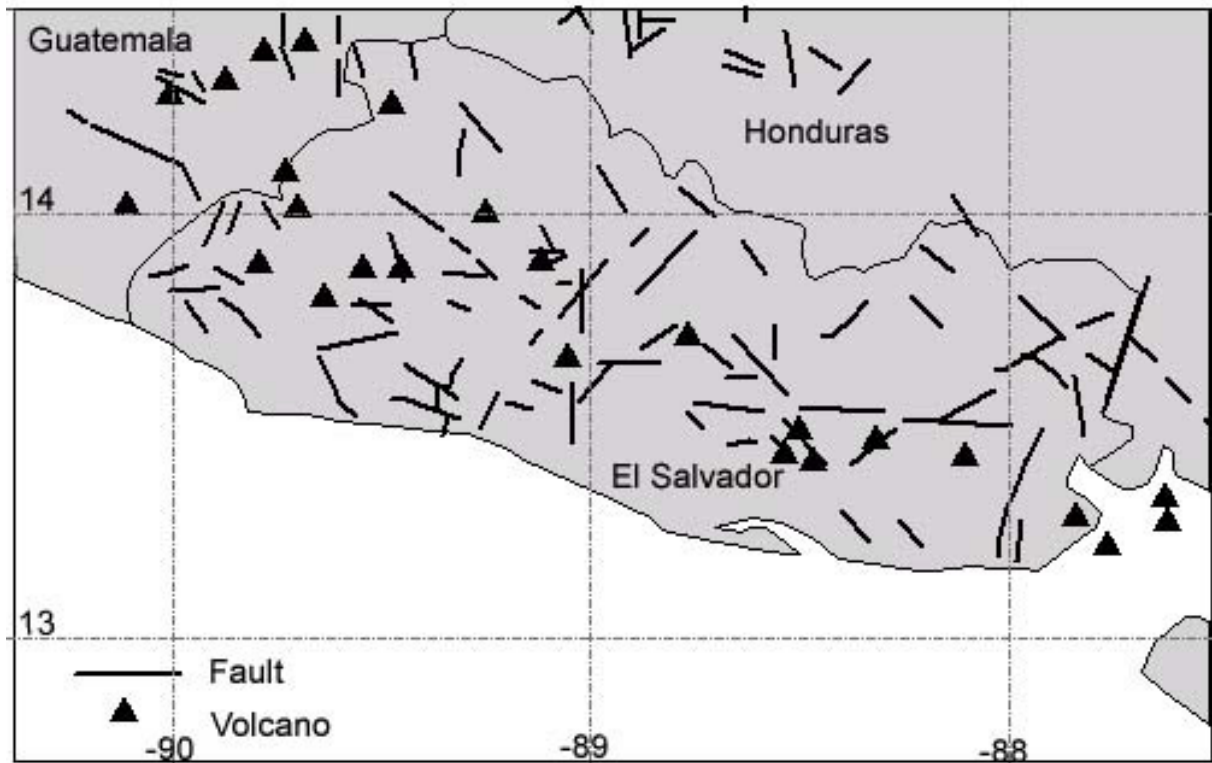 Guatemala
Honduras
14
El Salvador
13
Fault
Volcano
-90
-89
-88